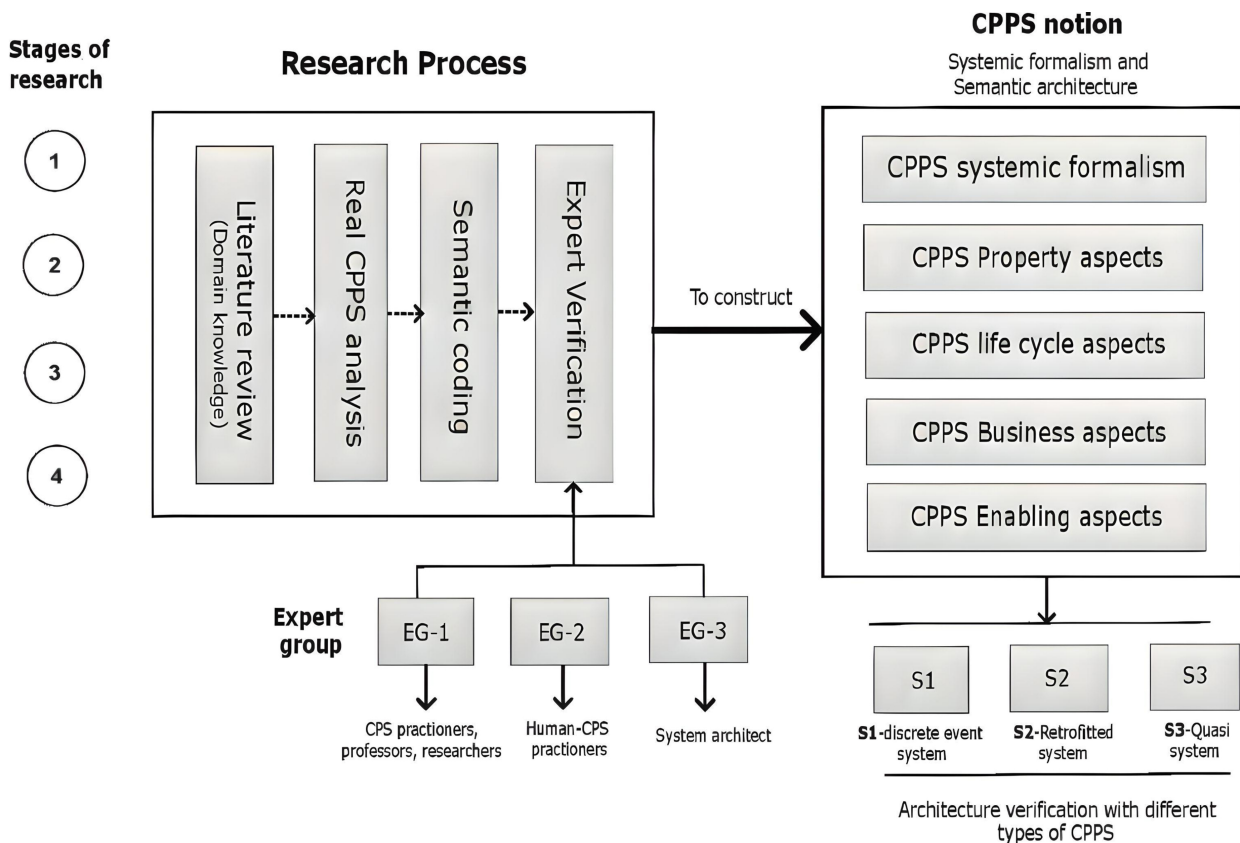 Stages of
research
1
2
3
4
Research Process
Literature review
(Domain knowledge)
Real CPPS analysis
Semantic coding
Expert Verification
Expert
group
EG-1
EG-2
EG-3
CPS practioners,
professors, researchers
Human-CPS
practioners
System architect
To construct
CPPS notion
Systemic formalism and
Semantic architecture
CPPS systemic formalism
CPPS Property aspects
CPPS life cycle aspects
CPPS Business aspects
CPPS Enabling aspects
S1
S2
S3
S1-discrete event
system
S2-Retrofitted
system
S3-Quasi
system
Architecture verification with different
types of CPPS